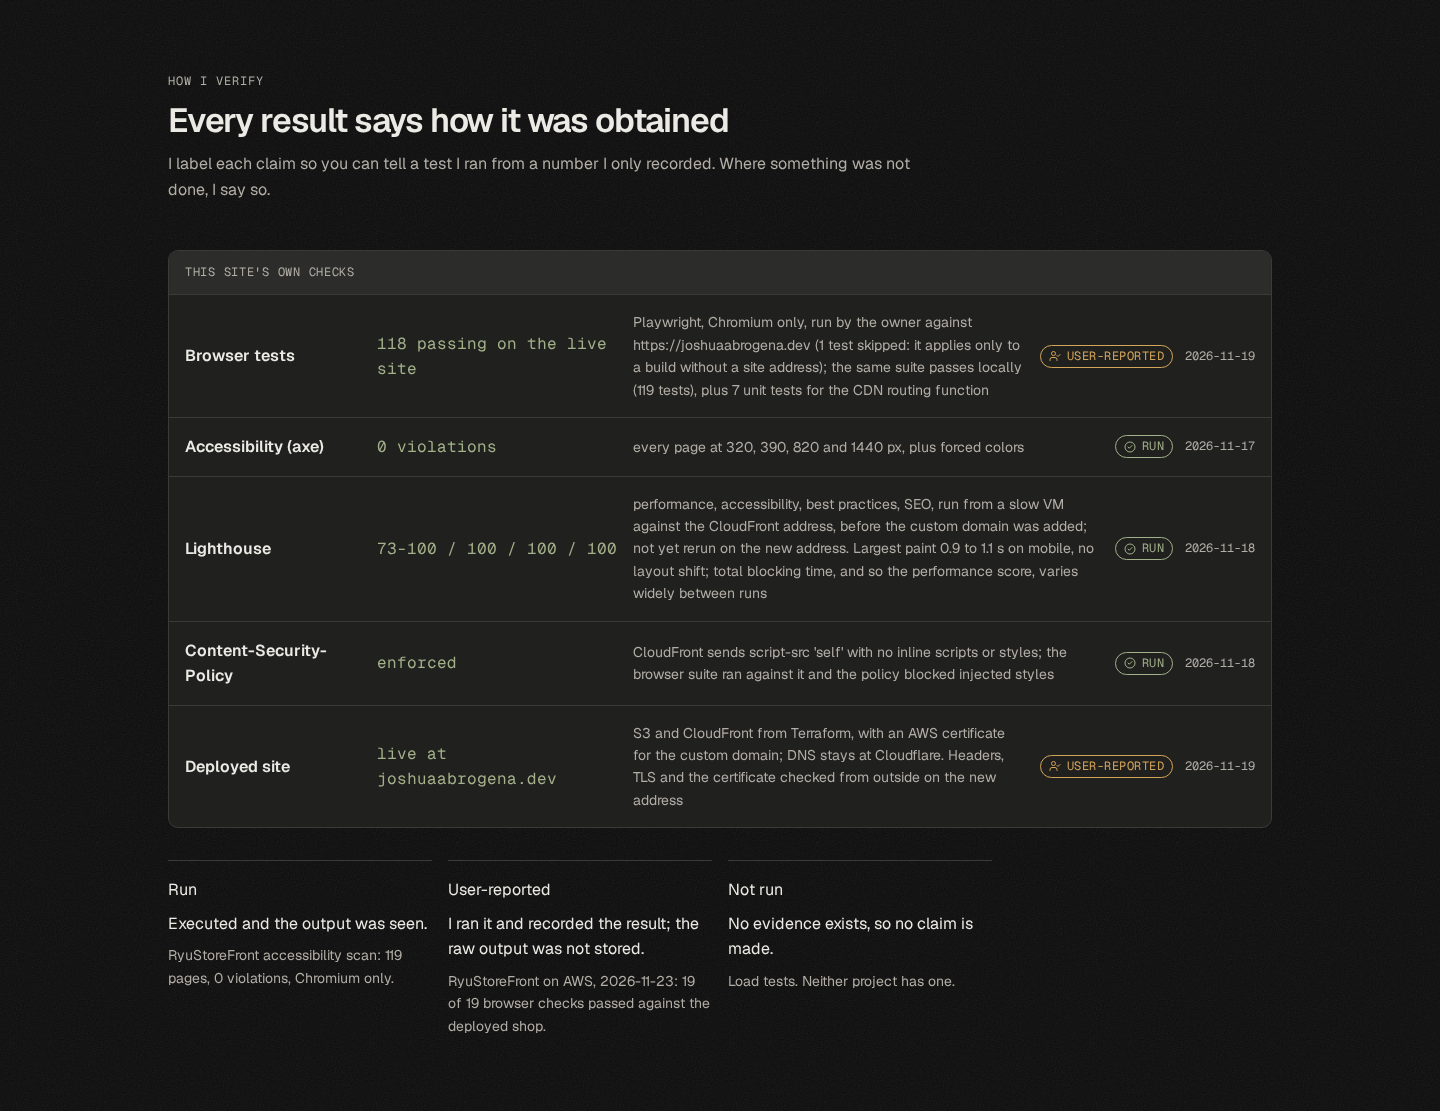 HOW I VERIFY
Every result says how it was obtained
I label each claim so you can tell a test I ran from a number I only recorded. Where something was not
done, I say so.
THIS SITE'S OWN CHECKS
Browser tests
118 passing on the live
site
Playwright, Chromium only, run by the owner against
https://joshuaabrogena.dev (1 test skipped: it applies only to
a build without a site address); the same suite passes locally
(119 tests), plus 7 unit tests for the CDN routing function
USER-REPORTED
2026-11-19
Accessibility (axe)
0 violations
every page at 320, 390, 820 and 1440 px, plus forced colors
RUN
2026-11-17
Lighthouse
73-100 / 100 / 100 / 100
performance, accessibility, best practices, SEO, run from a slow VM
against the CloudFront address, before the custom domain was added;
not yet rerun on the new address. Largest paint 0.9 to 1.1 s on mobile, no
layout shift; total blocking time, and so the performance score, varies
widely between runs
RUN
2026-11-18
Content-Security-
Policy
enforced
CloudFront sends script-src 'self' with no inline scripts or styles; the
browser suite ran against it and the policy blocked injected styles
RUN
2026-11-18
Deployed site
live at
joshuaabrogena.dev
S3 and CloudFront from Terraform, with an AWS certificate
for the custom domain; DNS stays at Cloudflare. Headers,
TLS and the certificate checked from outside on the new
address
USER-REPORTED
2026-11-19
Run
Executed and the output was seen.
RyuStoreFront accessibility scan: 119
pages, 0 violations, Chromium only.
User-reported
I ran it and recorded the result; the
raw output was not stored.
RyuStoreFront on AWS, 2026-11-23: 19
of 19 browser checks passed against the
deployed shop.
Not run
No evidence exists, so no claim is
made.
Load tests. Neither project has one.